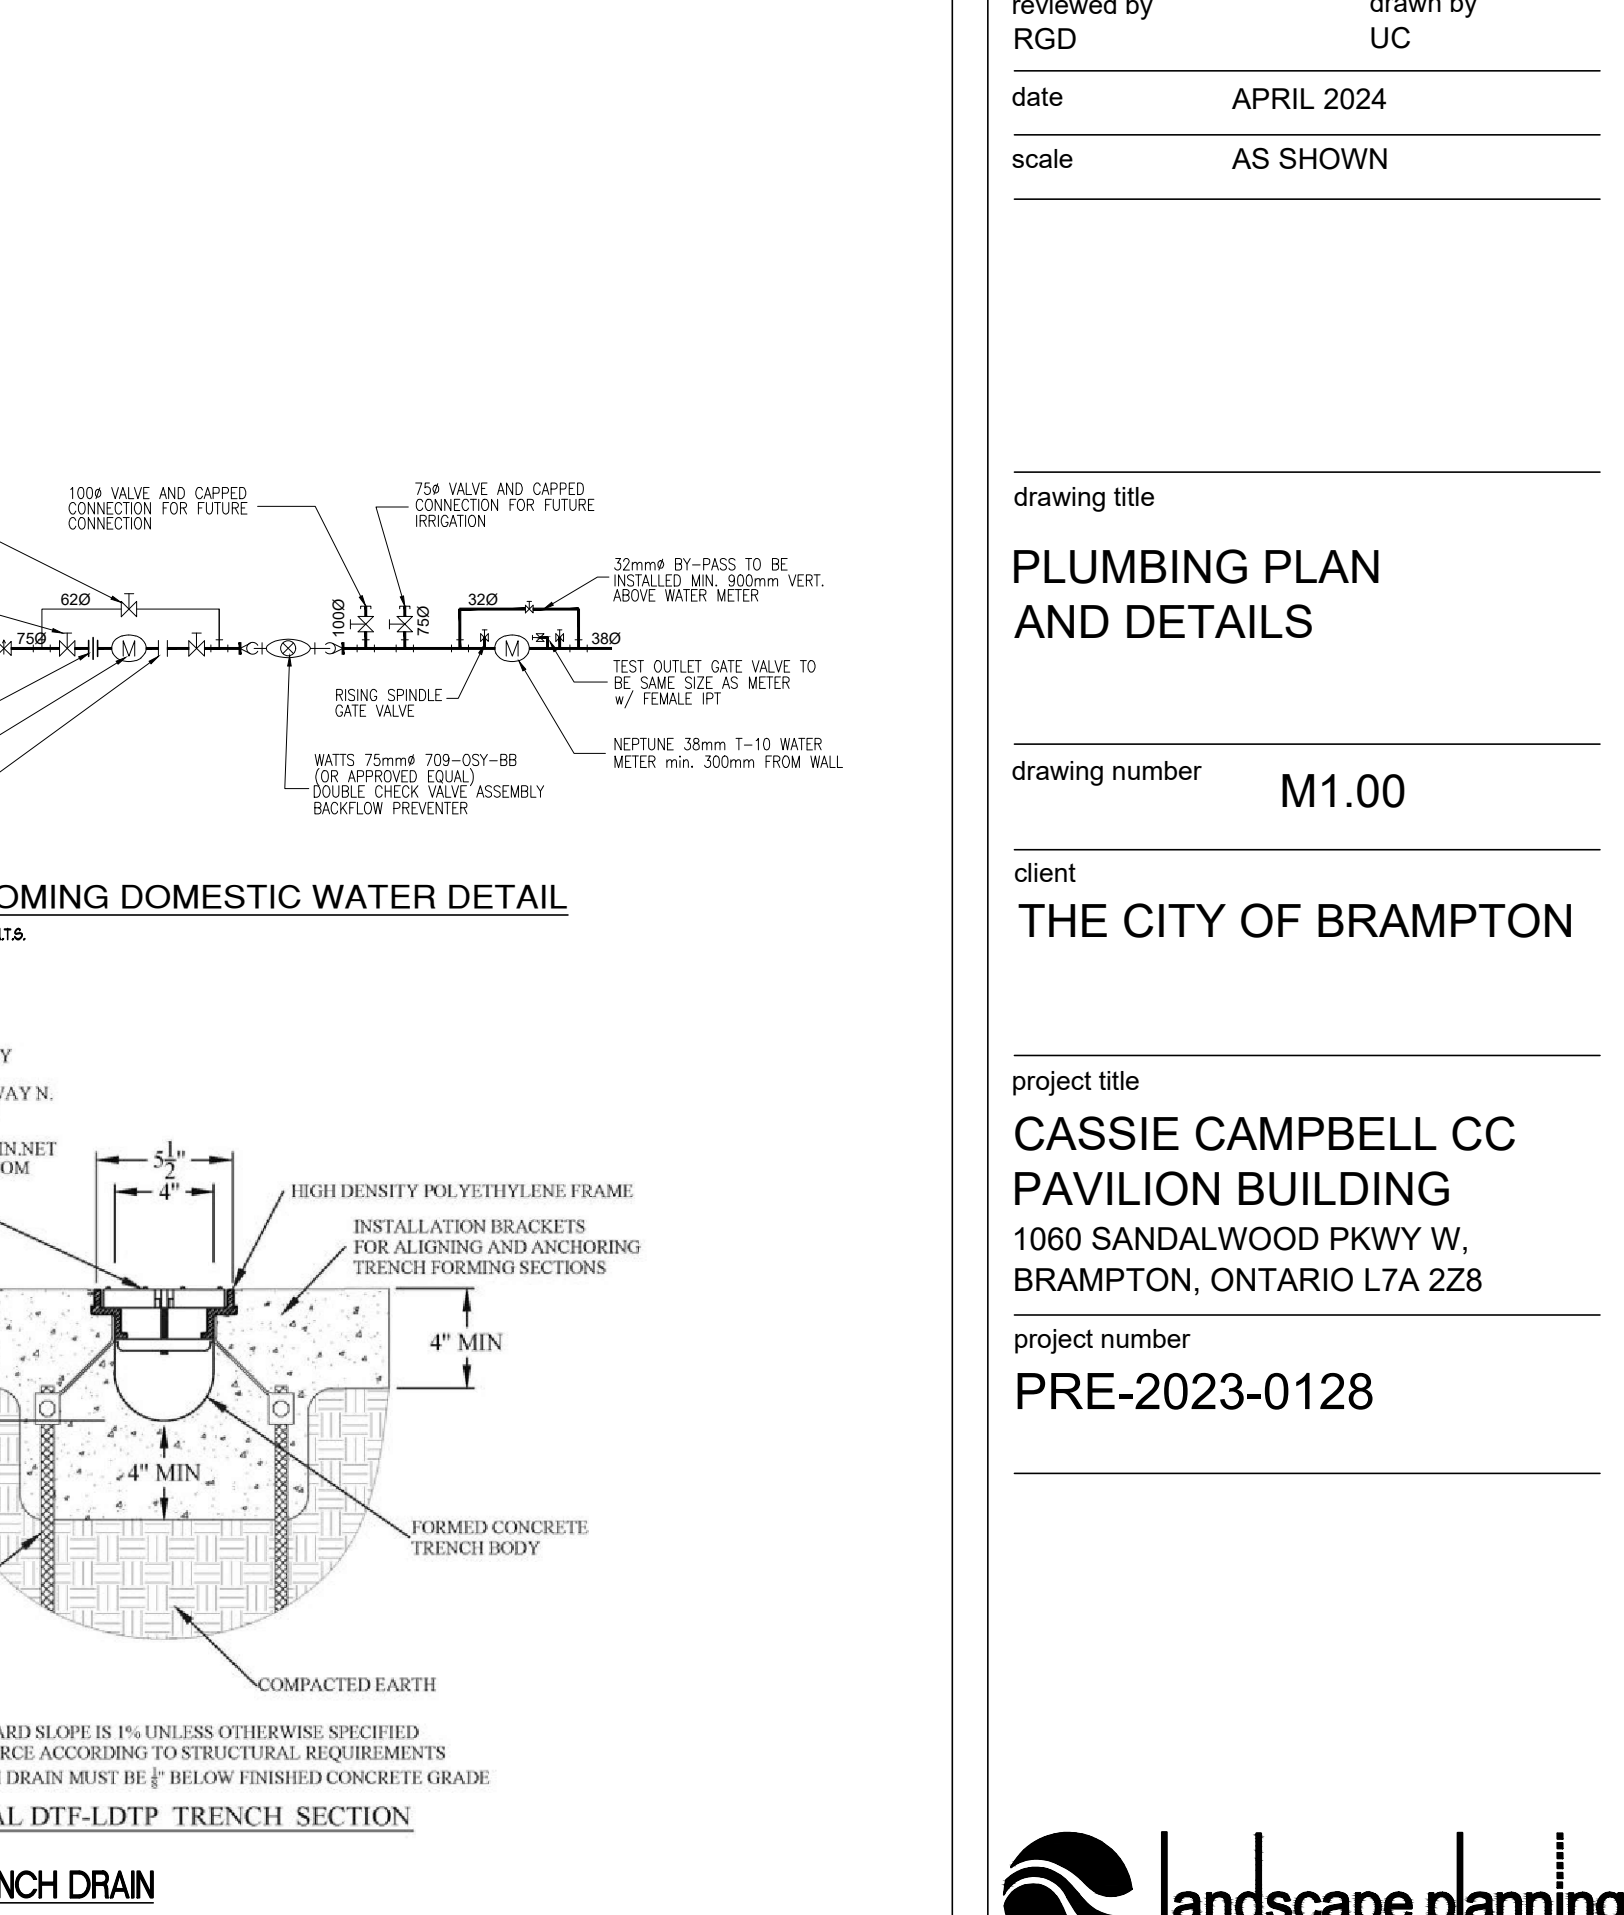 reviewed by
drawn by
RGD
UC
date
APRIL 2024
scale
AS SHOWN
drawing title
PLUMBING PLAN
AND DETAILS
drawing number
M1.00
client
THE CITY OF BRAMPTON
project title
CASSIE CAMPBELL CC
PAVILION BUILDING
1060 SANDALWOOD PKWY W,
BRAMPTON, ONTARIO L7A 2Z8
project number
PRE-2023-0128
landscape planning
100ø VALVE AND CAPPED
CONNECTION FOR FUTURE
CONNECTION
75ø VALVE AND CAPPED
CONNECTION FOR FUTURE
IRRIGATION
32mmø BY-PASS TO BE
INSTALLED MIN. 900mm VERT.
ABOVE WATER METER
62Ø
100Ø
75Ø
32Ø
75Ø
M
M
38Ø
TEST OUTLET GATE VALVE TO
BE SAME SIZE AS METER
w/ FEMALE IPT
RISING SPINDLE
GATE VALVE
NEPTUNE 38mm T-10 WATER
METER min. 300mm FROM WALL
WATTS 75mmø 709-OSY-BB
(OR APPROVED EQUAL)
DOUBLE CHECK VALVE ASSEMBLY
BACKFLOW PREVENTER
OMING DOMESTIC WATER DETAIL
.T.S.
Y
WAY N.
IN.NET
OM
5 1/2"
4"
HIGH DENSITY POLYETHYLENE FRAME
INSTALLATION BRACKETS
FOR ALIGNING AND ANCHORING
TRENCH FORMING SECTIONS
4" MIN
4" MIN
FORMED CONCRETE
TRENCH BODY
COMPACTED EARTH
ARD SLOPE IS 1% UNLESS OTHERWISE SPECIFIED
RCE ACCORDING TO STRUCTURAL REQUIREMENTS
DRAIN MUST BE 1/8" BELOW FINISHED CONCRETE GRADE
AL DTF-LDTP TRENCH SECTION
NCH DRAIN